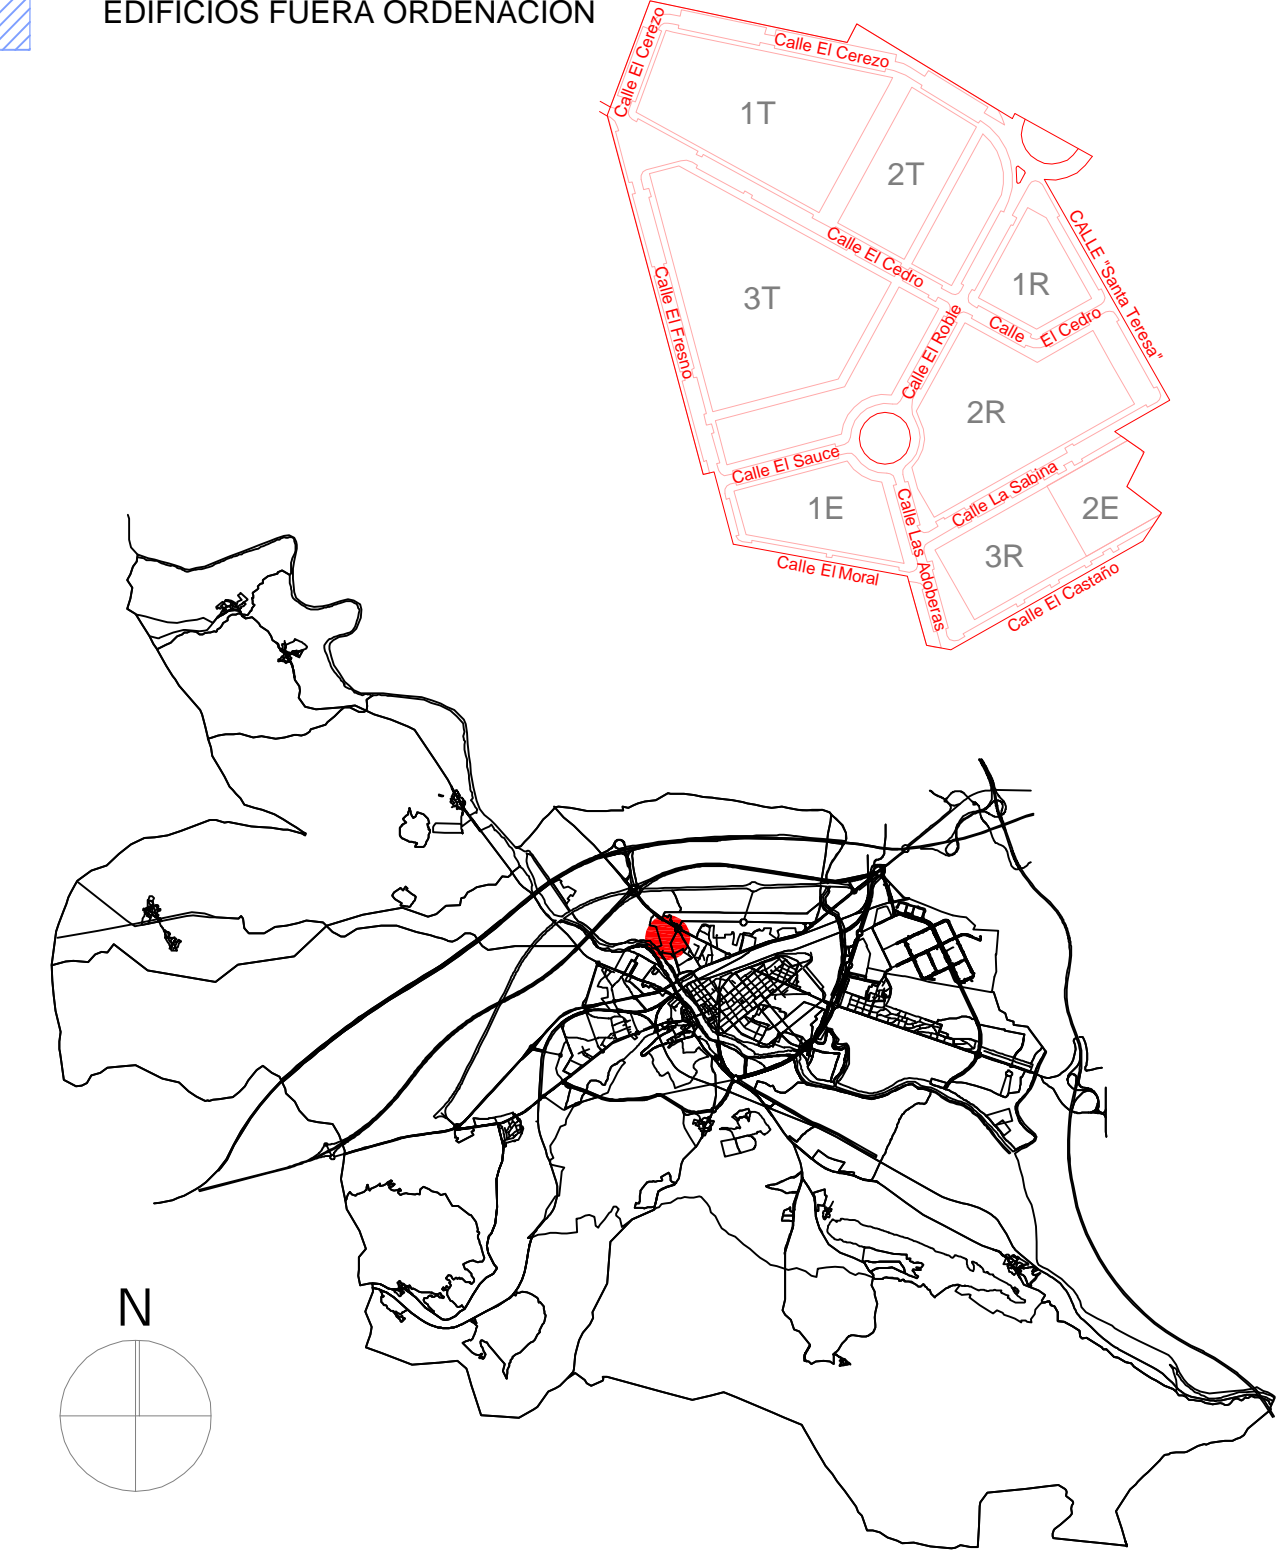 EDIFICIOS FUERA ORDENACIÓN
Calle El Cerezo
Calle El Cerezo
1T
2T
CALLE "Santa Teresa"
Calle El Cedro
1R
3T
Calle El Fresno
Calle El Roble
Calle El Cedro
2R
Calle El Sauce
Calle La Sabina
1E
Calle Las Adoberas
2E
3R
Calle El Moral
Calle El Castaño
N